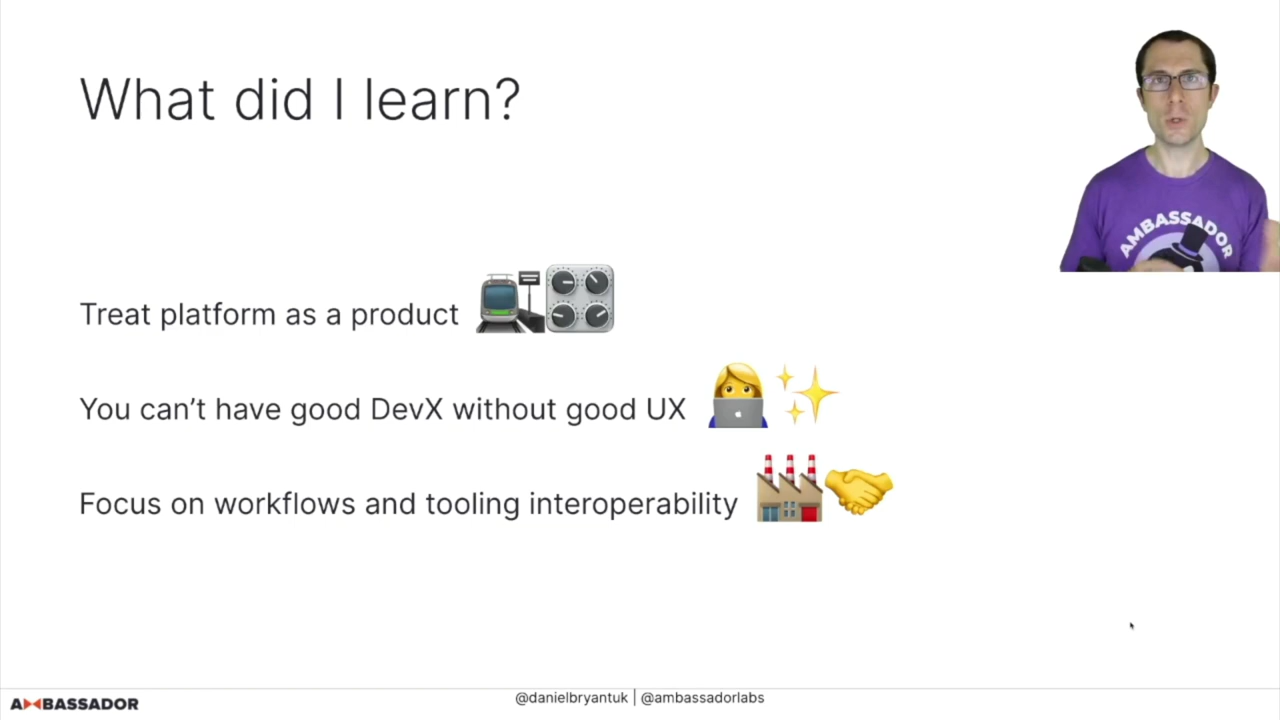 What did I learn?
AMBASSADOR
Treat platform as a product
You can’t have good DevX without good UX
Focus on workflows and tooling interoperability
AMBASSADOR
@danielbryantuk | @ambassadorlabs